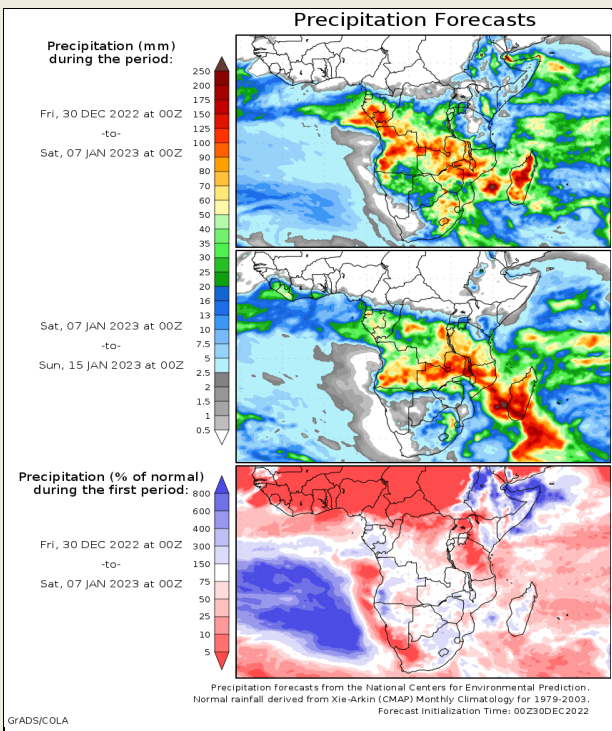 Precipitation Forecasts
Precipitation (mm)
during the period:
250
200
175
150
125
100
90
80
70
60
50
40
35
30
25
20
16
13
10
7.5
5
2.5
2
1.5
1
0.5
Fri, 30 DEC 2022 at 00Z
-to-
Sat, 07 JAN 2023 at 00Z
Sat, 07 JAN 2023 at 00Z
-to-
Sun, 15 JAN 2023 at 00Z
Precipitation (% of normal)
during the first period:
800
600
400
300
150
75
50
25
10
5
Fri, 30 DEC 2022 at 00Z
-to-
Sat, 07 JAN 2023 at 00Z
Precipitation forecasts from the National Centers for Environmental Prediction.
Normal rainfall derived from Xie-Arkin (CMAP) Monthly Climatology for 1979-2003.
Forecast Initialization Time: 00Z30DEC2022
GrADS/COLA